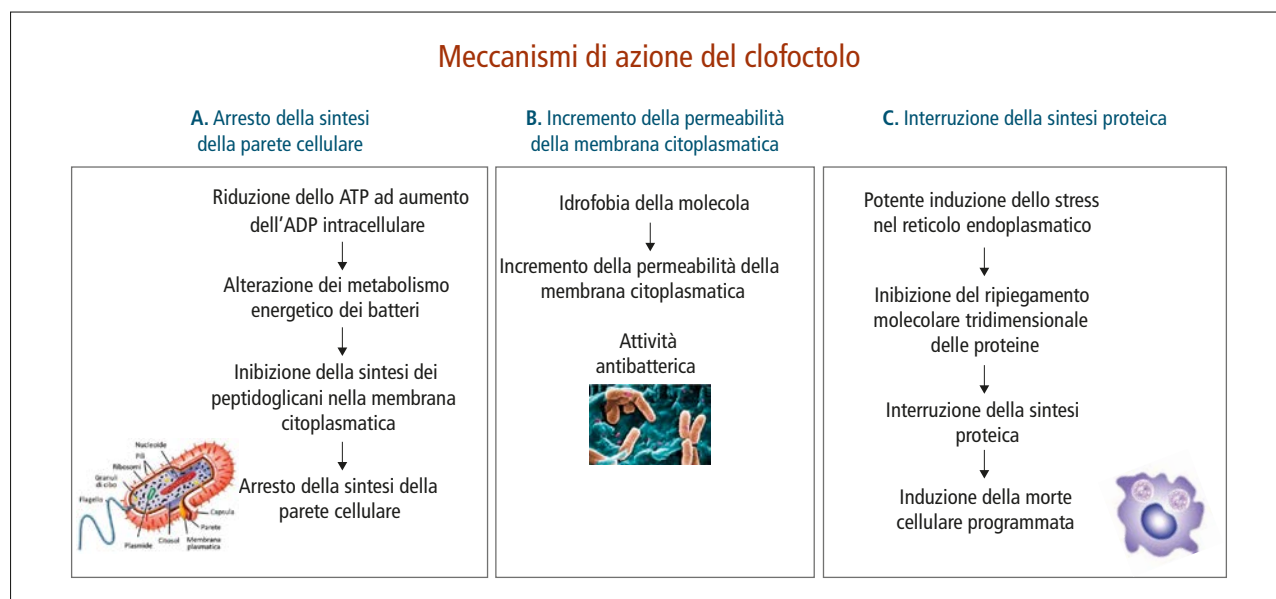 Meccanismi di azione del clofoctolo
A. Arresto della sintesi
della parete cellulare
Riduzione dello ATP ad aumento
dell'ADP intracellulare
Alterazione dei metabolismo
energetico dei batteri
Inibizione della sintesi dei
peptidoglicani nella membrana
citoplasmatica
Arresto della sintesi della
parete cellulare
Nucleoide
PG
Ribosomi
Granuli
di cibo
Flagello
Plasmide
Citosol
Membrana
plasmatica
Parete
Capsula
B. Incremento della permeabilità
della membrana citoplasmatica
Idrofobia della molecola
Incremento della permeabilità della
membrana citoplasmatica
Attività
antibatterica
C. Interruzione della sintesi proteica
Potente induzione dello stress
nel reticolo endoplasmatico
Inibizione del ripiegamento
molecolare tridimensionale
delle proteine
Interruzione della sintesi
proteica
Induzione della morte
cellulare programmata